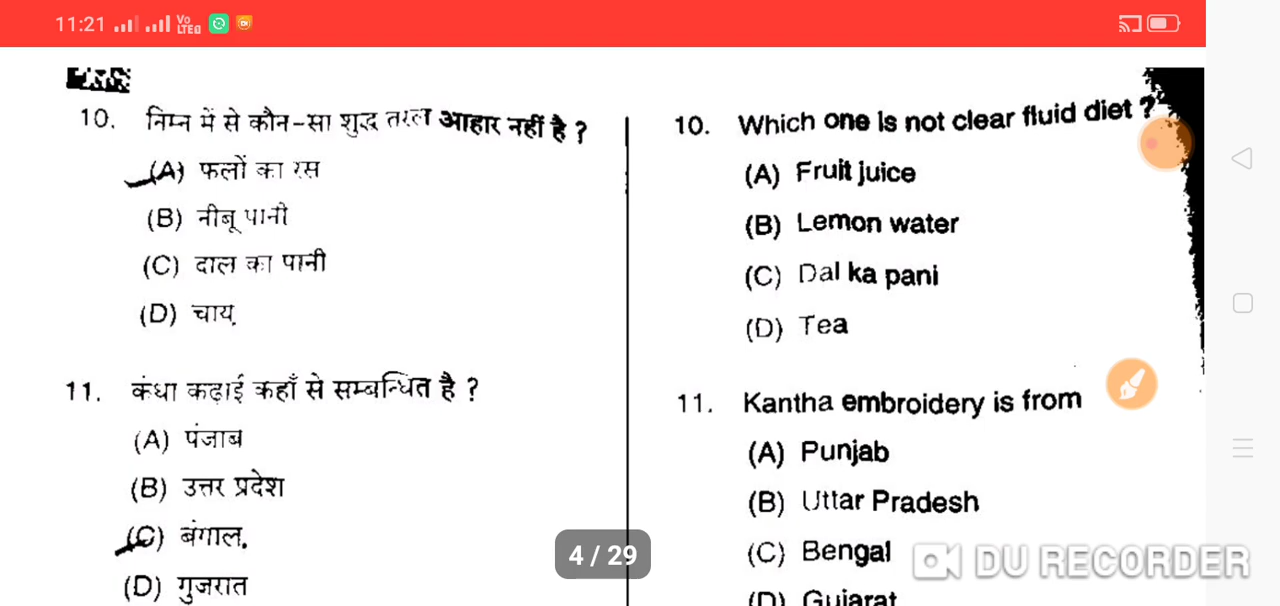 11:21 Vo LTE
10. निम्न में से कौन-सा शुद्ध तरल आहार नहीं है ?
(A) फलों का रस
(B) नीबू पानी
(C) दाल का पानी
(D) चाय
11. कंधा कढ़ाई कहाँ से सम्बन्धित है ?
(A) पंजाब
(B) उत्तर प्रदेश
(C) बंगाल
(D) गुजरात
10. Which one is not clear fluid diet ?
(A) Fruit juice
(B) Lemon water
(C) Dal ka pani
(D) Tea
11. Kantha embroidery is from
(A) Punjab
(B) Uttar Pradesh
(C) Bengal
(D) Gujarat
4 / 29
DU RECORDER